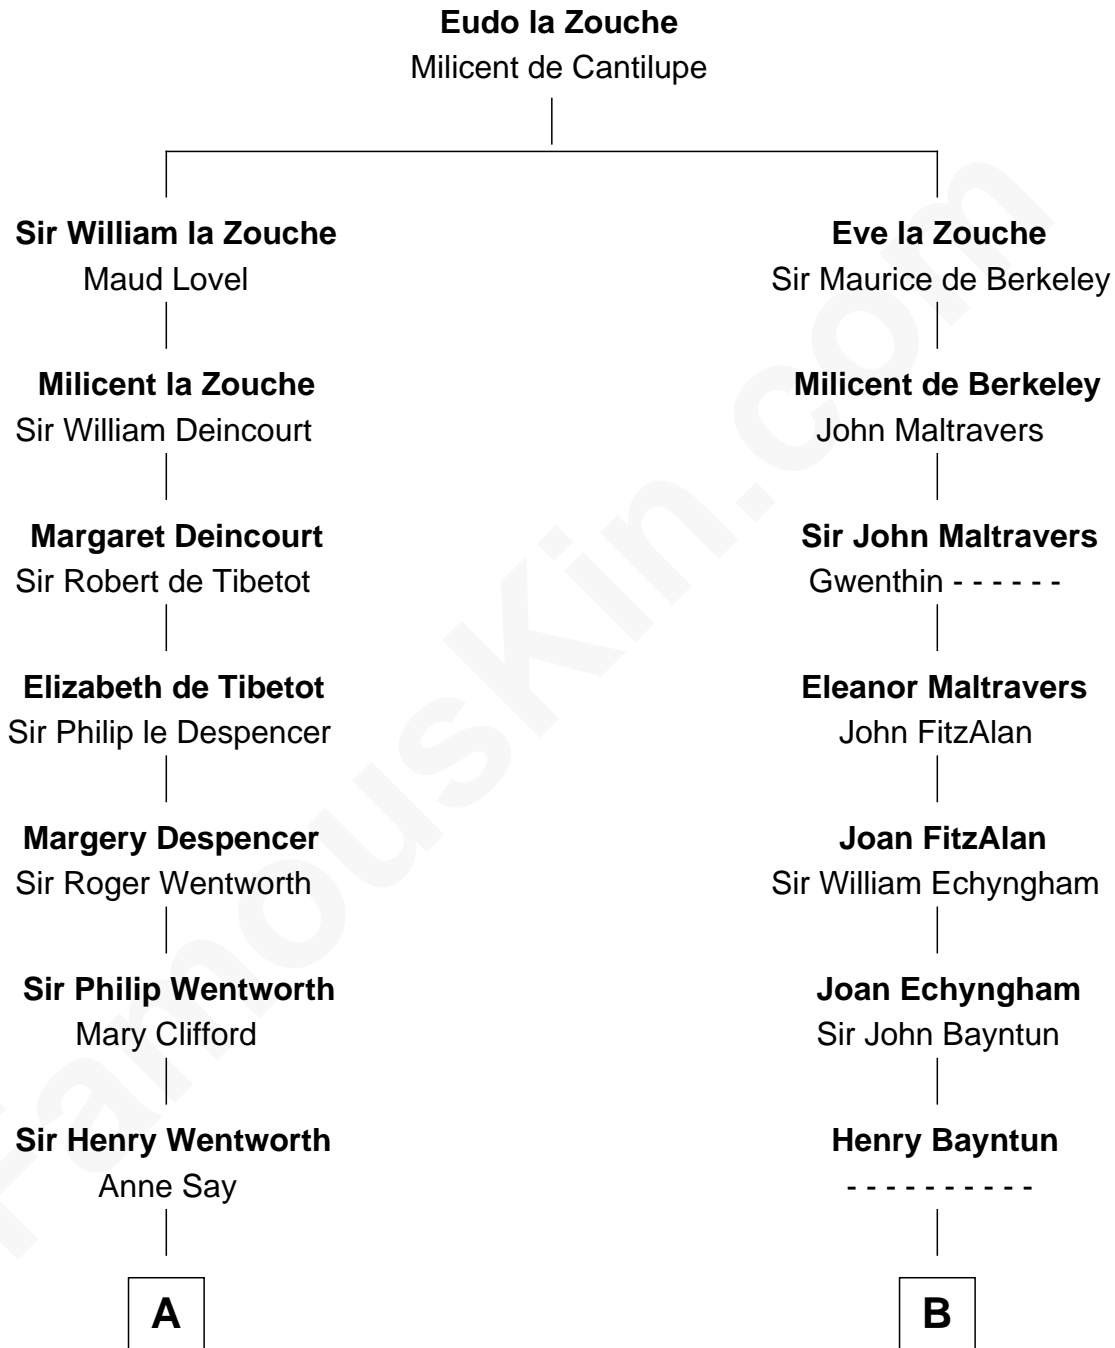 Eudo la Zouche
Milicent de Cantilupe
Sir William la Zouche
Maud Lovel
Eve la Zouche
Sir Maurice de Berkeley
Milicent la Zouche
Sir William Deincourt
Milicent de Berkeley
John Maltravers
Margaret Deincourt
Sir Robert de Tibetot
Sir John Maltravers
Gwenthin - - - - - -
Elizabeth de Tibetot
Sir Philip le Despencer
Eleanor Maltravers
John FitzAlan
Margery Despencer
Sir Roger Wentworth
Joan FitzAlan
Sir William Echyngham
Sir Philip Wentworth
Mary Clifford
Joan Echyngham
Sir John Bayntun
Sir Henry Wentworth
Anne Say
Henry Bayntun
- - - - - - - - - -
A
B
FamousKin.com